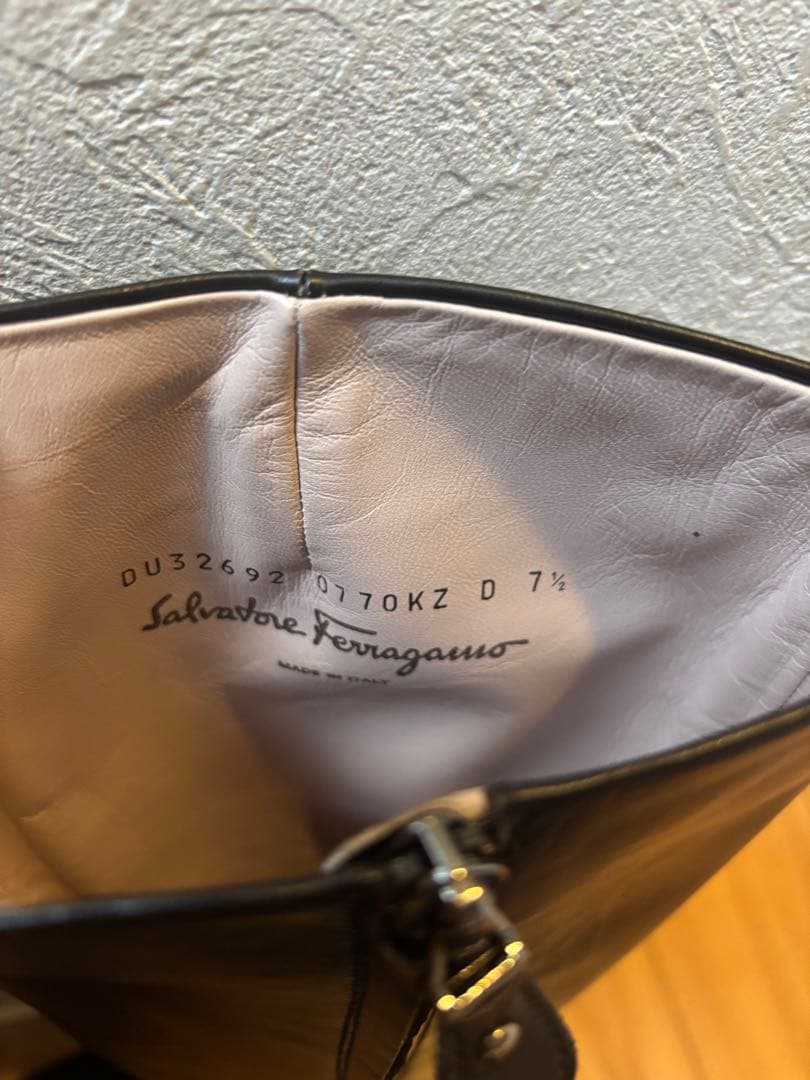 DU32692 0770KZ D 7½
Salvatore Ferragamo
MADE IN ITALY